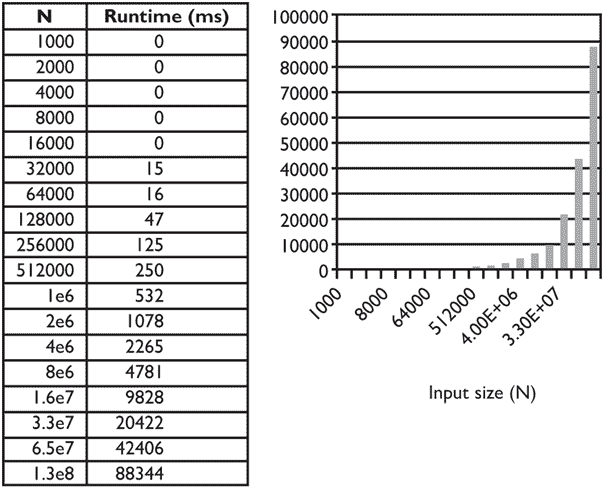 N Runtime (ms)
1000 0
2000 0
4000 0
8000 0
16000 0
32000 15
64000 16
128000 47
256000 125
512000 250
1e6 532
2e6 1078
4e6 2265
8e6 4781
1.6e7 9828
3.3e7 20422
6.5e7 42406
1.3e8 88344
100000
90000
80000
70000
60000
50000
40000
30000
20000
10000
0
1000 8000 64000 512000 4.00E+06 3.30E+07
Input size (N)